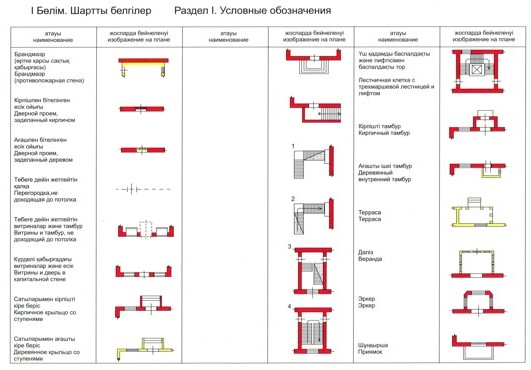 І Бөлім. Шартты белгілер Раздел I. Условные обозначения
атауы
наименование
жоспарда бейнеленуі
изображение на плане
атауы
наименование
жоспарда бейнеленуі
изображение на плане
атауы
наименование
жоспарда бейнеленуі
изображение на плане
Брандмаэр
(өртке қарсы сақтық
қабырғасы)
Брандмаэр
(противопожарная стена)
Кірпішпен бітелінген
есік ойығы
Дверной проем,
заделанный кирпичом
Ағашпен бітелінген
есік ойығы
Дверной проем,
заделанный деревом
Төбеге дейін жетпейтін
қалқа
Перегородка,не
доходящая до потолка
Төбеге дейін жетпейтін
витриналар және тамбур
Витрины и тамбур, не
доходящий до потолка
Күрделі қабырғадағы
витриналар және есік
Витрины и дверь в
капитальной стене
Сатыларымен кірпішті
кіре беріс
Кирпичное крыльцо со
ступенями
Сатыларымен ағашты
кіре беріс
Деревянное крыльцо со
ступенями
1
2
3
4
Үш қадамды баспалдақты
және лифтісімен
баспалдақты тор
Лестничная клетка с
трехмаршевой лестницей и
лифтом
Кірпішті тамбур
Кирпичный тамбур
Ағашты ішкі тамбур
Деревянный
внутренний тамбур
Терраса
Терраса
Дәліз
Веранда
Эркер
Эркер
Шұңқырша
Приямок